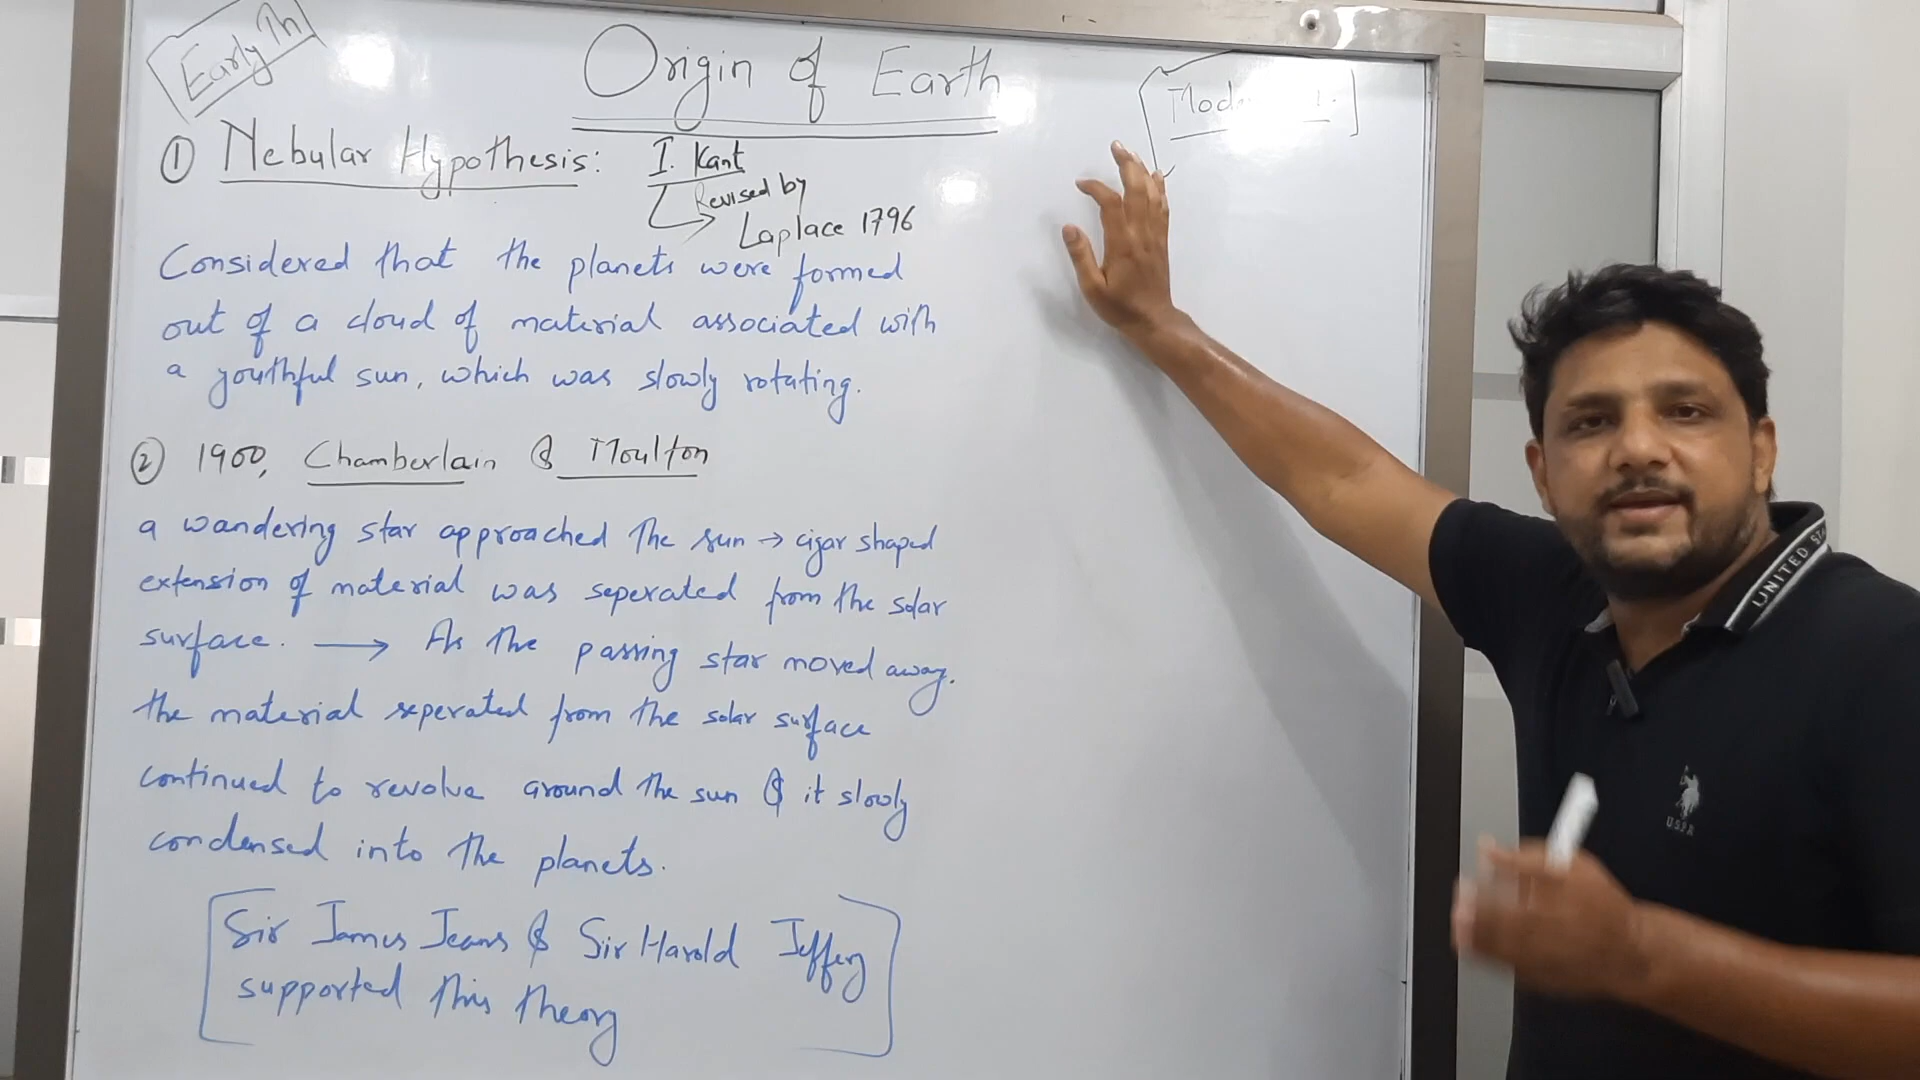 Early Th
Origin of Earth
① Nebular Hypothesis: I. Kant
Revised by
Laplace 1796
Considered that the planets were formed
out of a cloud of material associated with
a youthful sun, which was slowly rotating.
② 1900, Chamberlain & Moulton
a wandering star approached the sun → cigar shaped
extension of material was seperated from the solar
surface. → As the passing star moved away.
the material seperated from the solar surface
continued to revolve around the sun & it slowly
condensed into the planets.
Sir James Jeans & Sir Harold Jeffery
supported this theory
UNITED STA
U.S.P.A